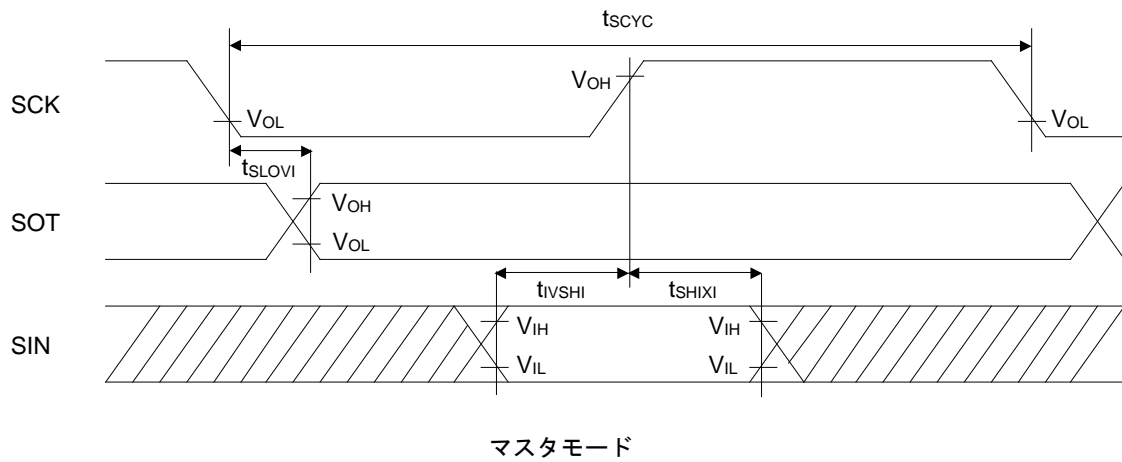 tSCYC
SCK
VOH
VOL
VOL
tSLOVI
SOT
VOH
VOL
tIVSHI
tSHIXI
SIN
VIH
VIH
VIL
VIL
マスタモード